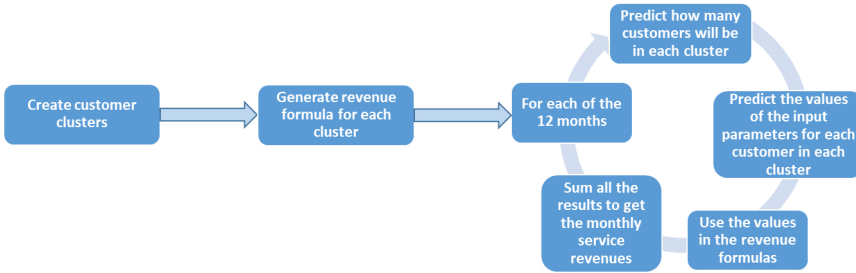 Create customer
clusters
Generate revenue
formula for each
cluster
For each of the
12 months
Predict how many
customers will be
in each cluster
Predict the values
of the input
parameters for each
customer in each
cluster
Use the values
in the revenue
formulas
Sum all the
results to get
the monthly
service
revenues